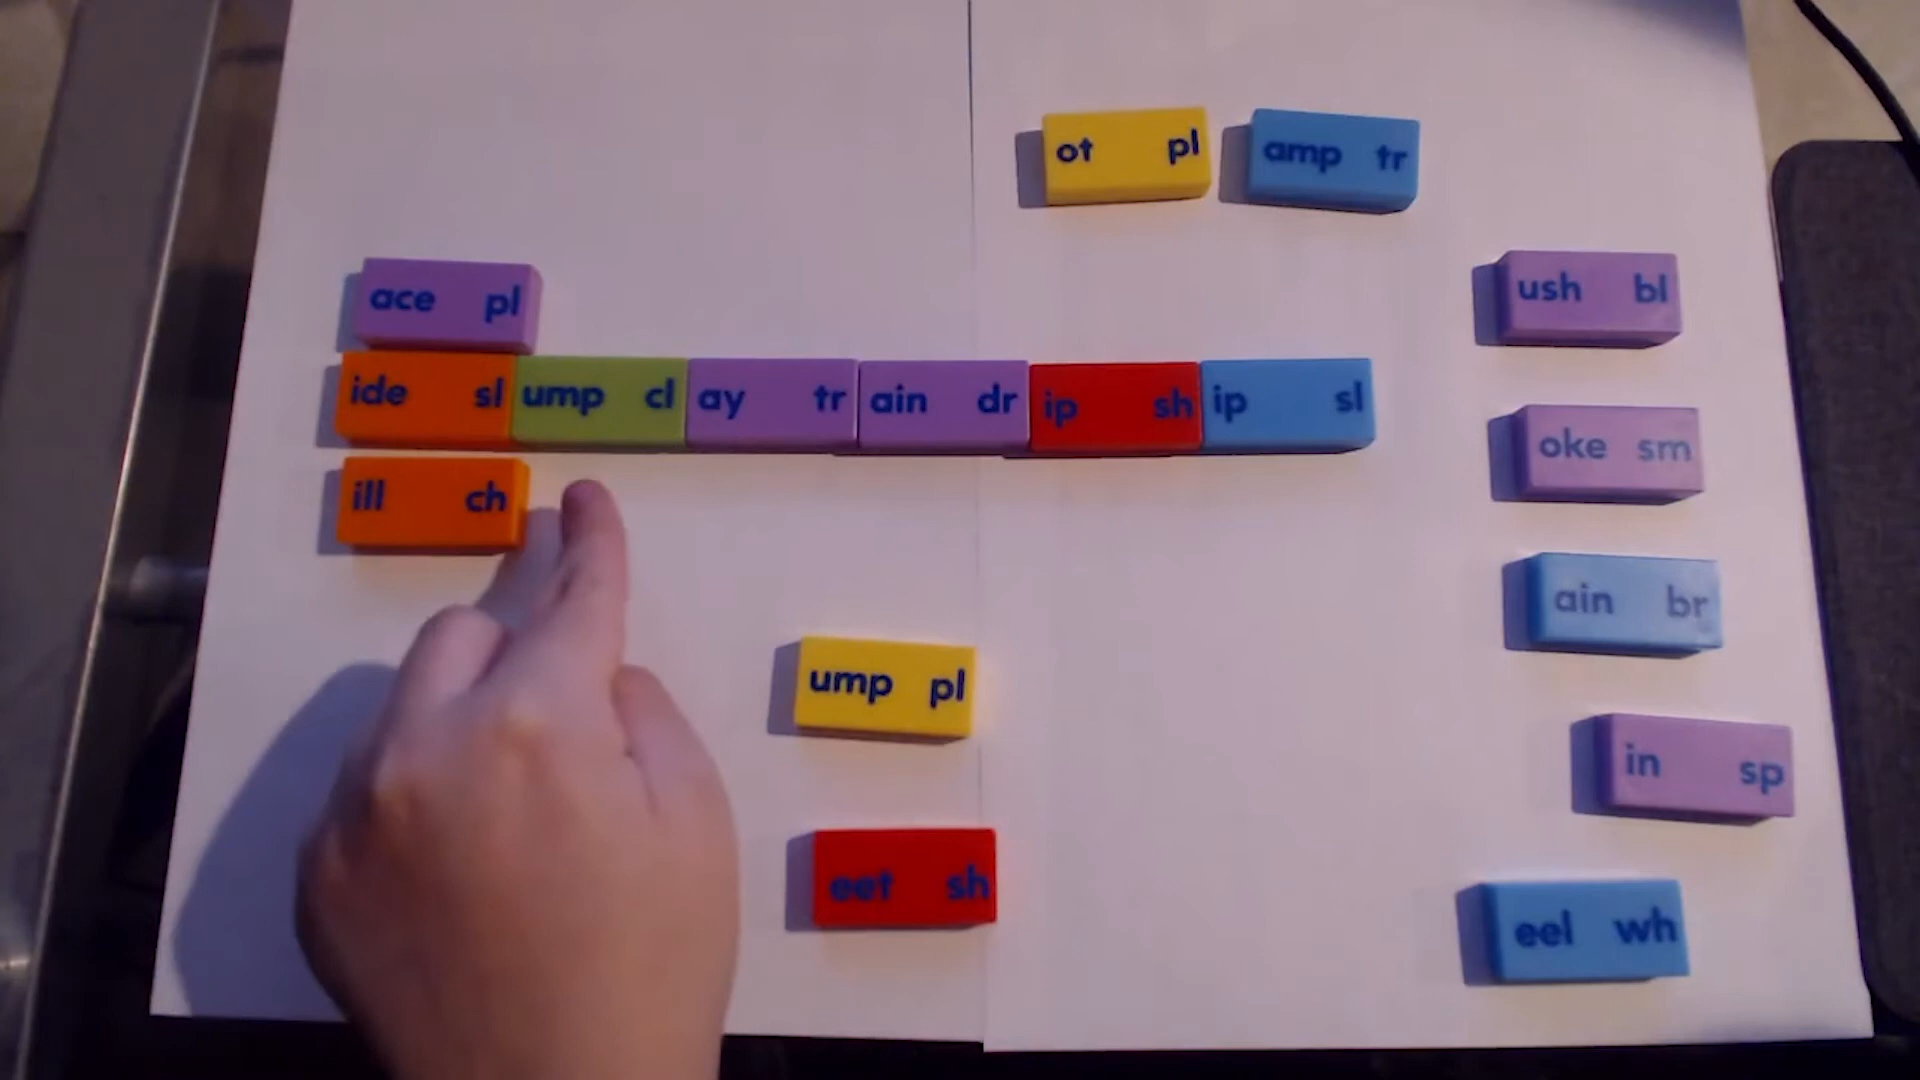 ot pl
amp tr
ush bl
ace pl
ide sl ump cl ay tr ain dr ip sh ip sl
oke sm
ill ch
ain br
ump pl
in sp
eet sh
eel wh